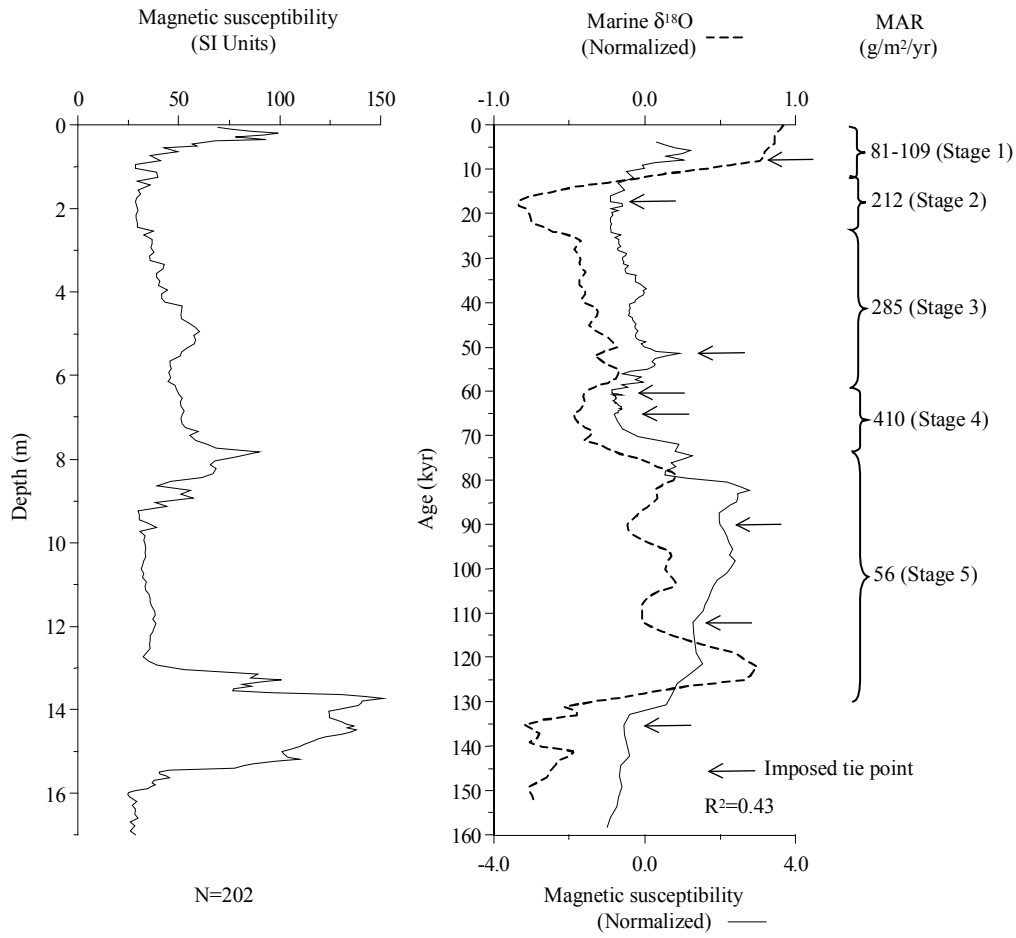 Magnetic susceptibility
(SI Units)
0 50 100 150
0
2
4
6
8
10
12
14
16
Depth (m)
N=202
Marine δ¹⁸O
(Normalized)
-1.0 0.0 1.0
0
10
20
30
40
50
60
70
80
90
100
110
120
130
140
150
160
Age (kyr)
Imposed tie point
R²=0.43
-4.0 0.0 4.0
Magnetic susceptibility
(Normalized)
MAR
(g/m²/yr)
81-109 (Stage 1)
212 (Stage 2)
285 (Stage 3)
410 (Stage 4)
56 (Stage 5)